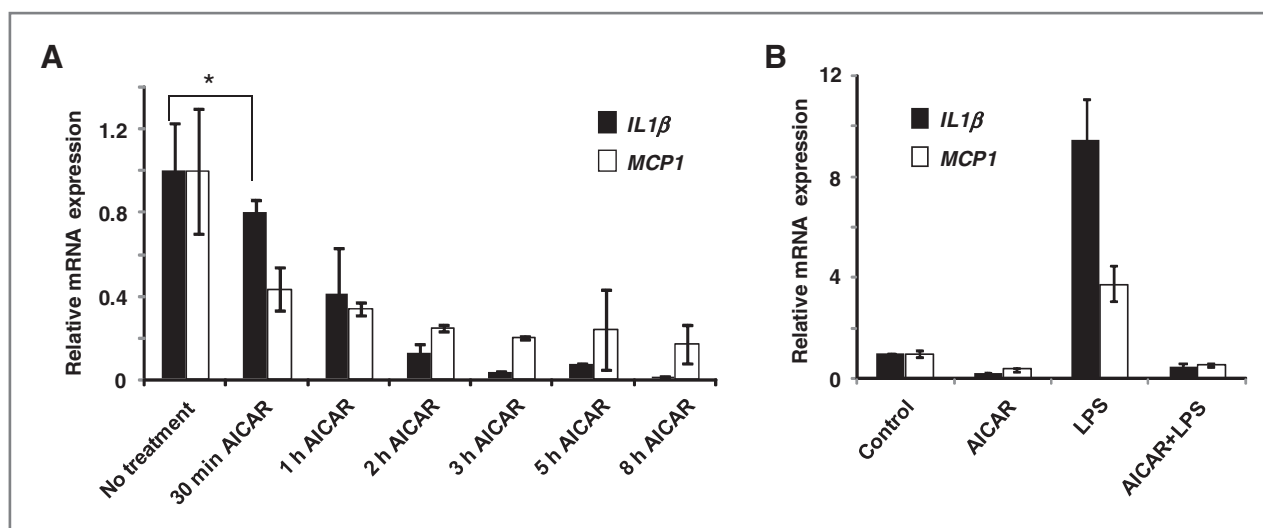 A
*
Relative mRNA expression
1.2
0.8
0.4
0
IL1β
MCP1
No treatment
30 min AICAR
1 h AICAR
2 h AICAR
3 h AICAR
5 h AICAR
8 h AICAR
B
Relative mRNA expression
12
8
4
0
IL1β
MCP1
Control
AICAR
LPS
AICAR+LPS